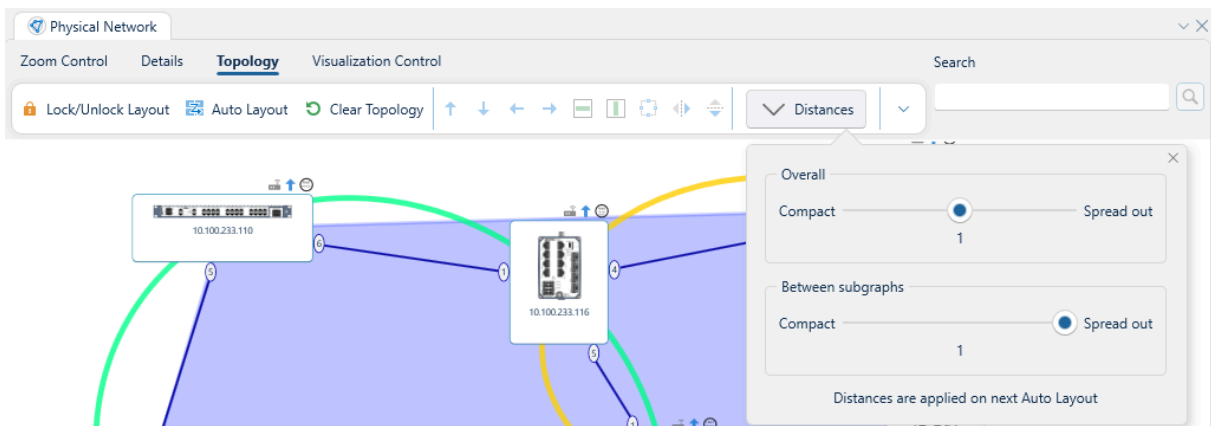 Physical Network
Zoom Control Details Topology Visualization Control
Search
Lock/Unlock Layout Auto Layout Clear Topology Distances
Overall
Compact Spread out
1
Between subgraphs
Compact Spread out
1
Distances are applied on next Auto Layout
10.100.233.110
6
5
1
4
10.100.233.116
5
1